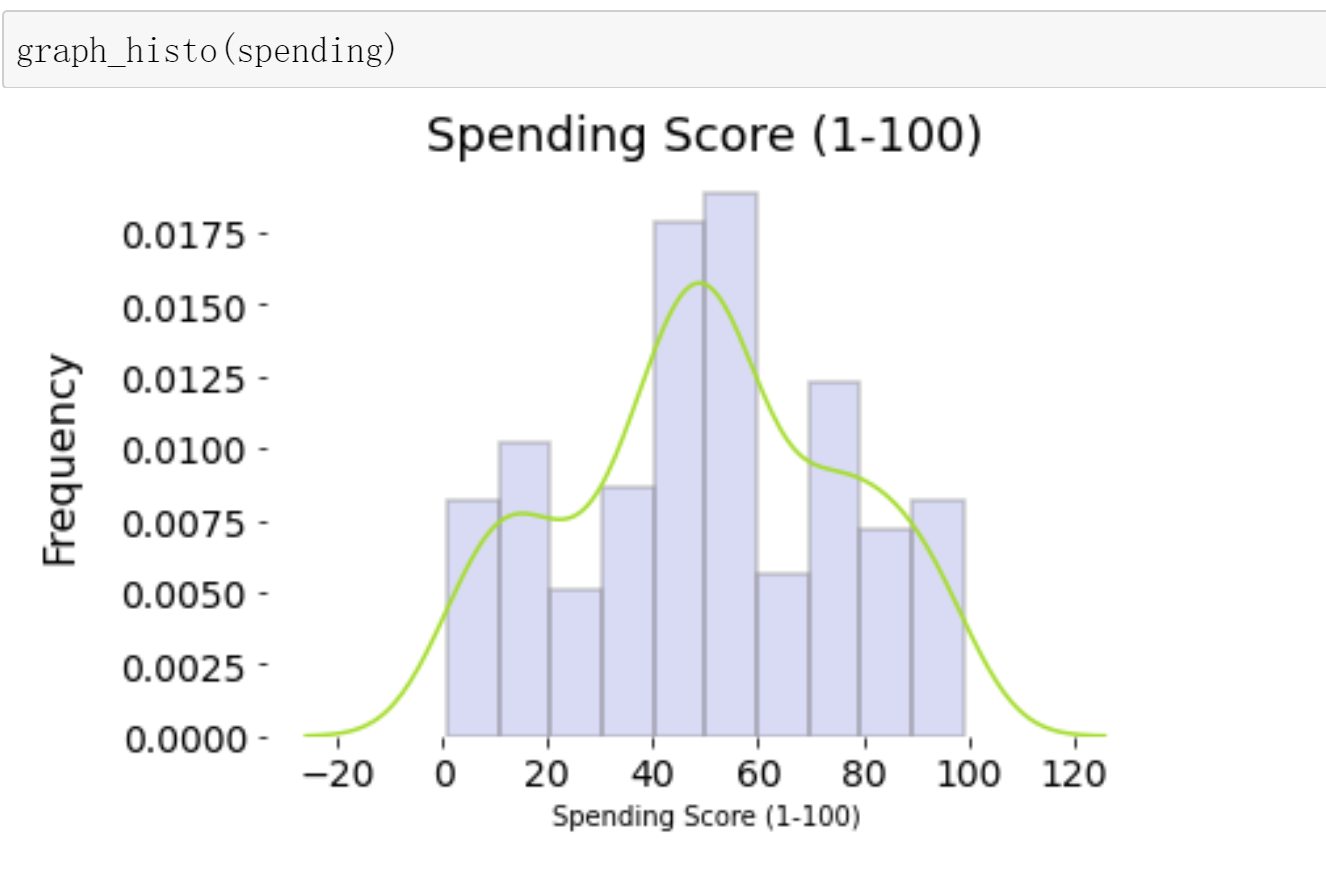 graph_histo(spending)
Spending Score (1-100)
Frequency
0.0175
0.0150
0.0125
0.0100
0.0075
0.0050
0.0025
0.0000
−20 0 20 40 60 80 100 120
Spending Score (1-100)